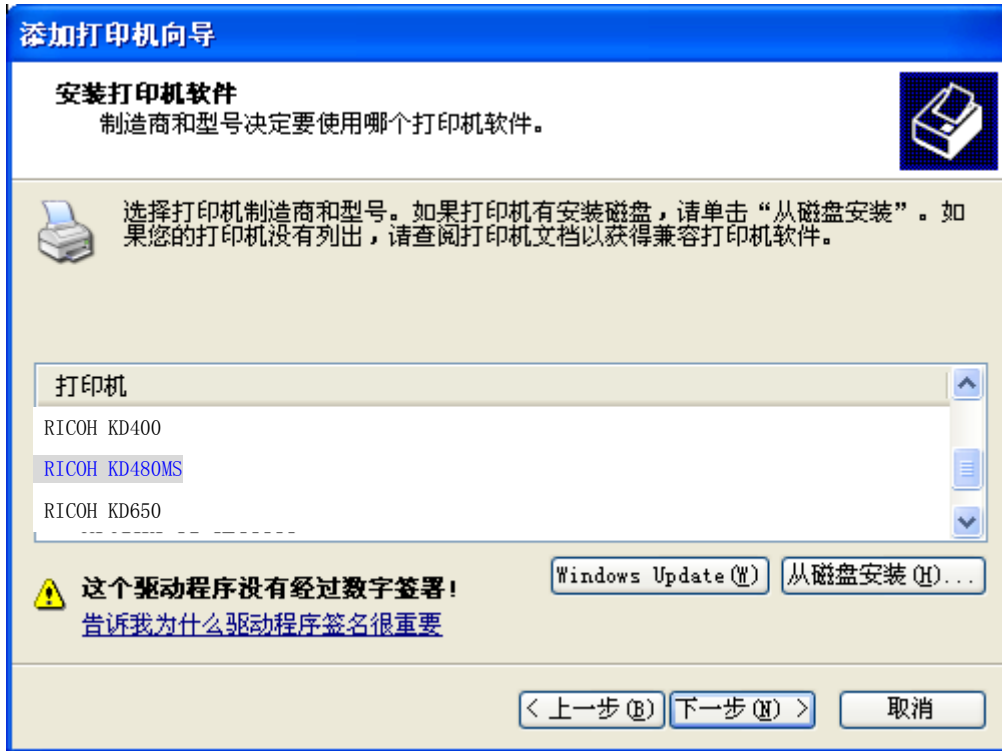 添加打印机向导
安装打印机软件
制造商和型号决定要使用哪个打印机软件。
选择打印机制造商和型号。如果打印机有安装磁盘，请单击“从磁盘安装”。如
果您的打印机没有列出，请查阅打印机文档以获得兼容打印机软件。
打印机
RICOH KD400
RICOH KD480MS
RICOH KD650
这个驱动程序没有经过数字签署!
告诉我为什么驱动程序签名很重要
Windows Update(W) 从磁盘安装(H)...
< 上一步(B) 下一步(N) > 取消